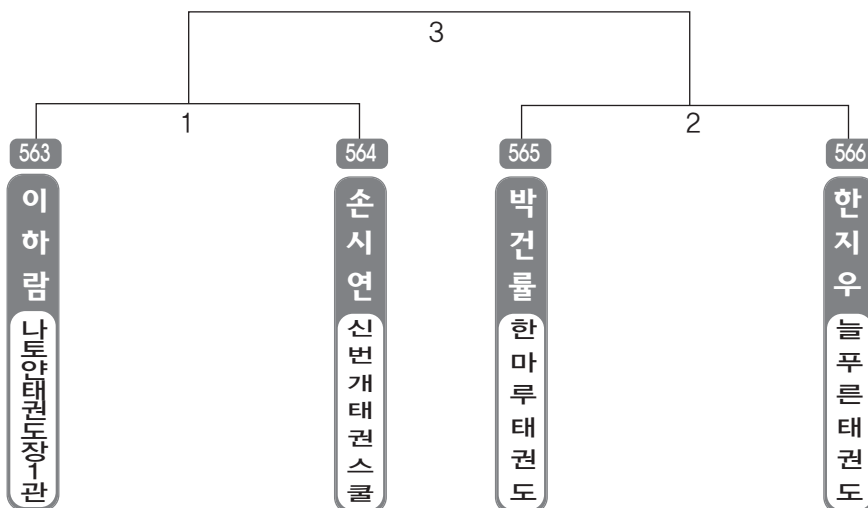 3
1
2
563
이하람
나토얀태권도장1관
564
손시연
신번개태권스쿨
565
박건률
한마루태권도
566
한지우
늘푸른태권도